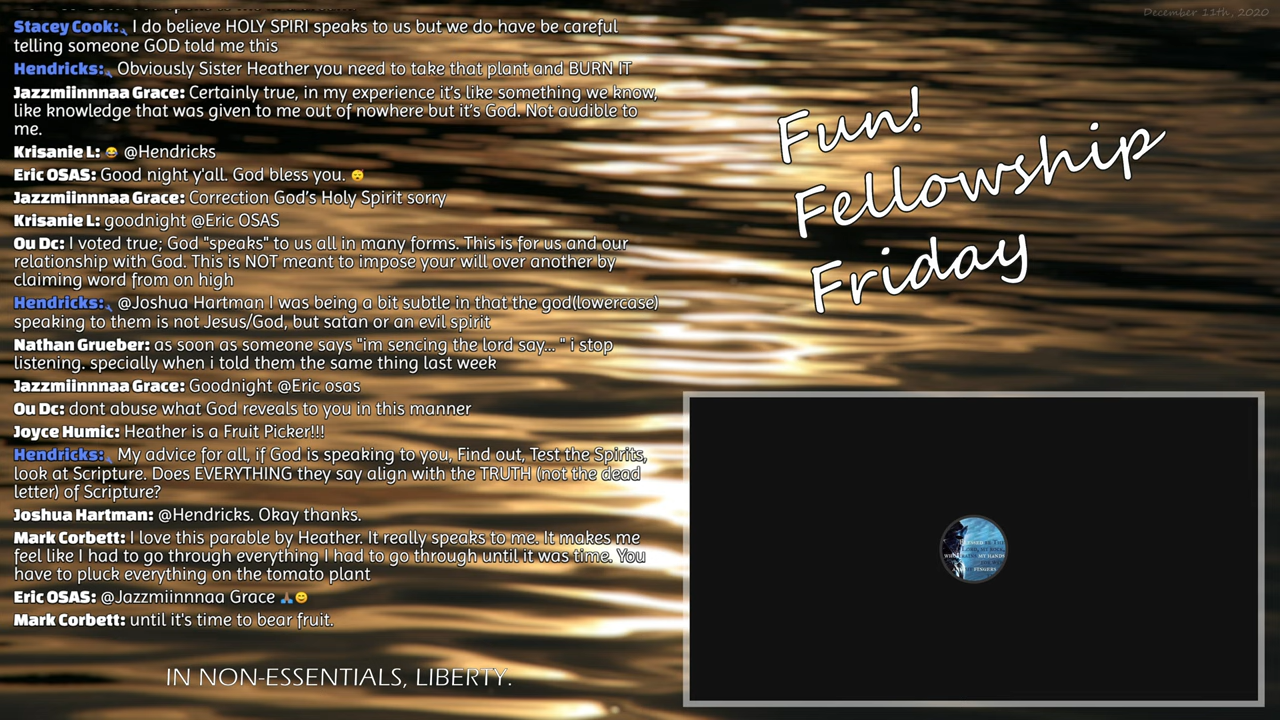 December 11th, 2020
Stacey Cook: I do believe HOLY SPIRI speaks to us but we do have be careful
telling someone GOD told me this
Hendricks: Obviously Sister Heather you need to take that plant and BURN IT
Jazzmiinnnaa Grace: Certainly true, in my experience it's like something we know,
like knowledge that was given to me out of nowhere but it's God. Not audible to
me.
Krisanie L: 😂 @Hendricks
Eric OSAS: Good night y'all. God bless you. 😴
Jazzmiinnnaa Grace: Correction God's Holy Spirit sorry
Krisanie L: goodnight @Eric OSAS
Ou Dc: I voted true; God "speaks" to us all in many forms. This is for us and our
relationship with God. This is NOT meant to impose your will over another by
claiming word from on high
Hendricks: @Joshua Hartman I was being a bit subtle in that the god(lowercase)
speaking to them is not Jesus/God, but satan or an evil spirit
Nathan Grueber: as soon as someone says "im sencing the lord say... " i stop
listening. specially when i told them the same thing last week
Jazzmiinnnaa Grace: Goodnight @Eric osas
Ou Dc: dont abuse what God reveals to you in this manner
Joyce Humic: Heather is a Fruit Picker!!!
Hendricks: My advice for all, if God is speaking to you, Find out, Test the Spirits,
look at Scripture. Does EVERYTHING they say align with the TRUTH (not the dead
letter) of Scripture?
Joshua Hartman: @Hendricks. Okay thanks.
Mark Corbett: I love this parable by Heather. It really speaks to me. It makes me
feel like I had to go through everything I had to go through until it was time. You
have to pluck everything on the tomato plant
Eric OSAS: @Jazzmiinnnaa Grace 🙏🏽😊
Mark Corbett: until it's time to bear fruit.
IN NON-ESSENTIALS, LIBERTY.
Fun!
Fellowship
Friday
BLESSED
LORD, MY ROCK,
MY HANDS
FINGERS